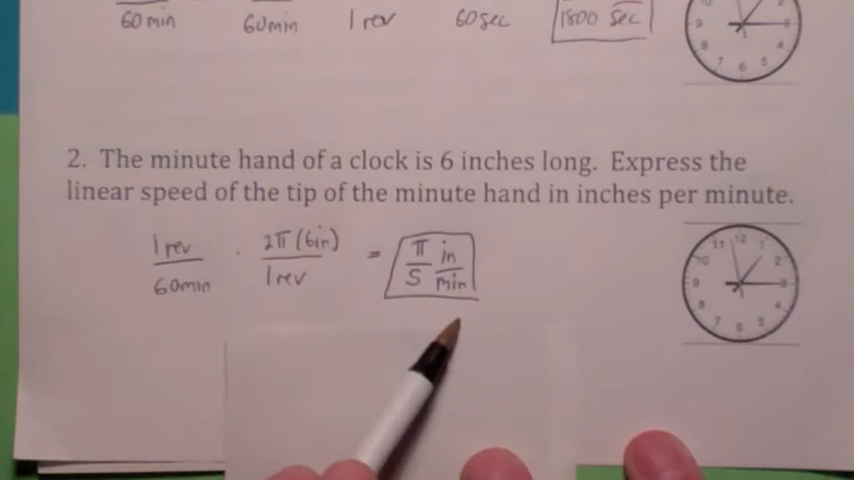 60 min 60 min 1 rev 60 sec 1800 sec
2. The minute hand of a clock is 6 inches long. Express the
linear speed of the tip of the minute hand in inches per minute.
1 rev / 60 min · 2π (6 in) / 1 rev = π / 5 in / min